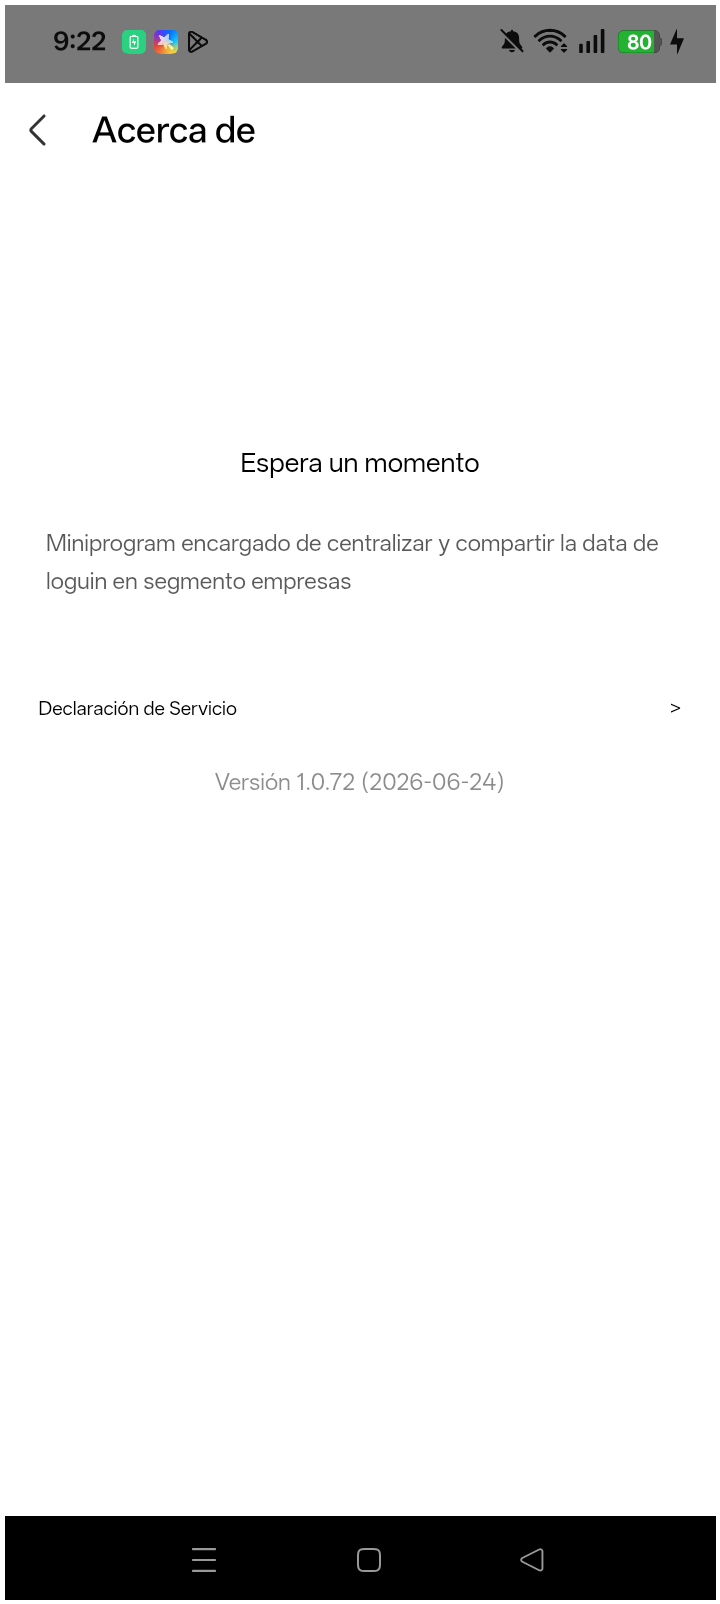 9:22
80
Acerca de
Espera un momento
Miniprogram encargado de centralizar y compartir la data de
loguin en segmento empresas
Declaración de Servicio >
Versión 1.0.72 (2026-06-24)